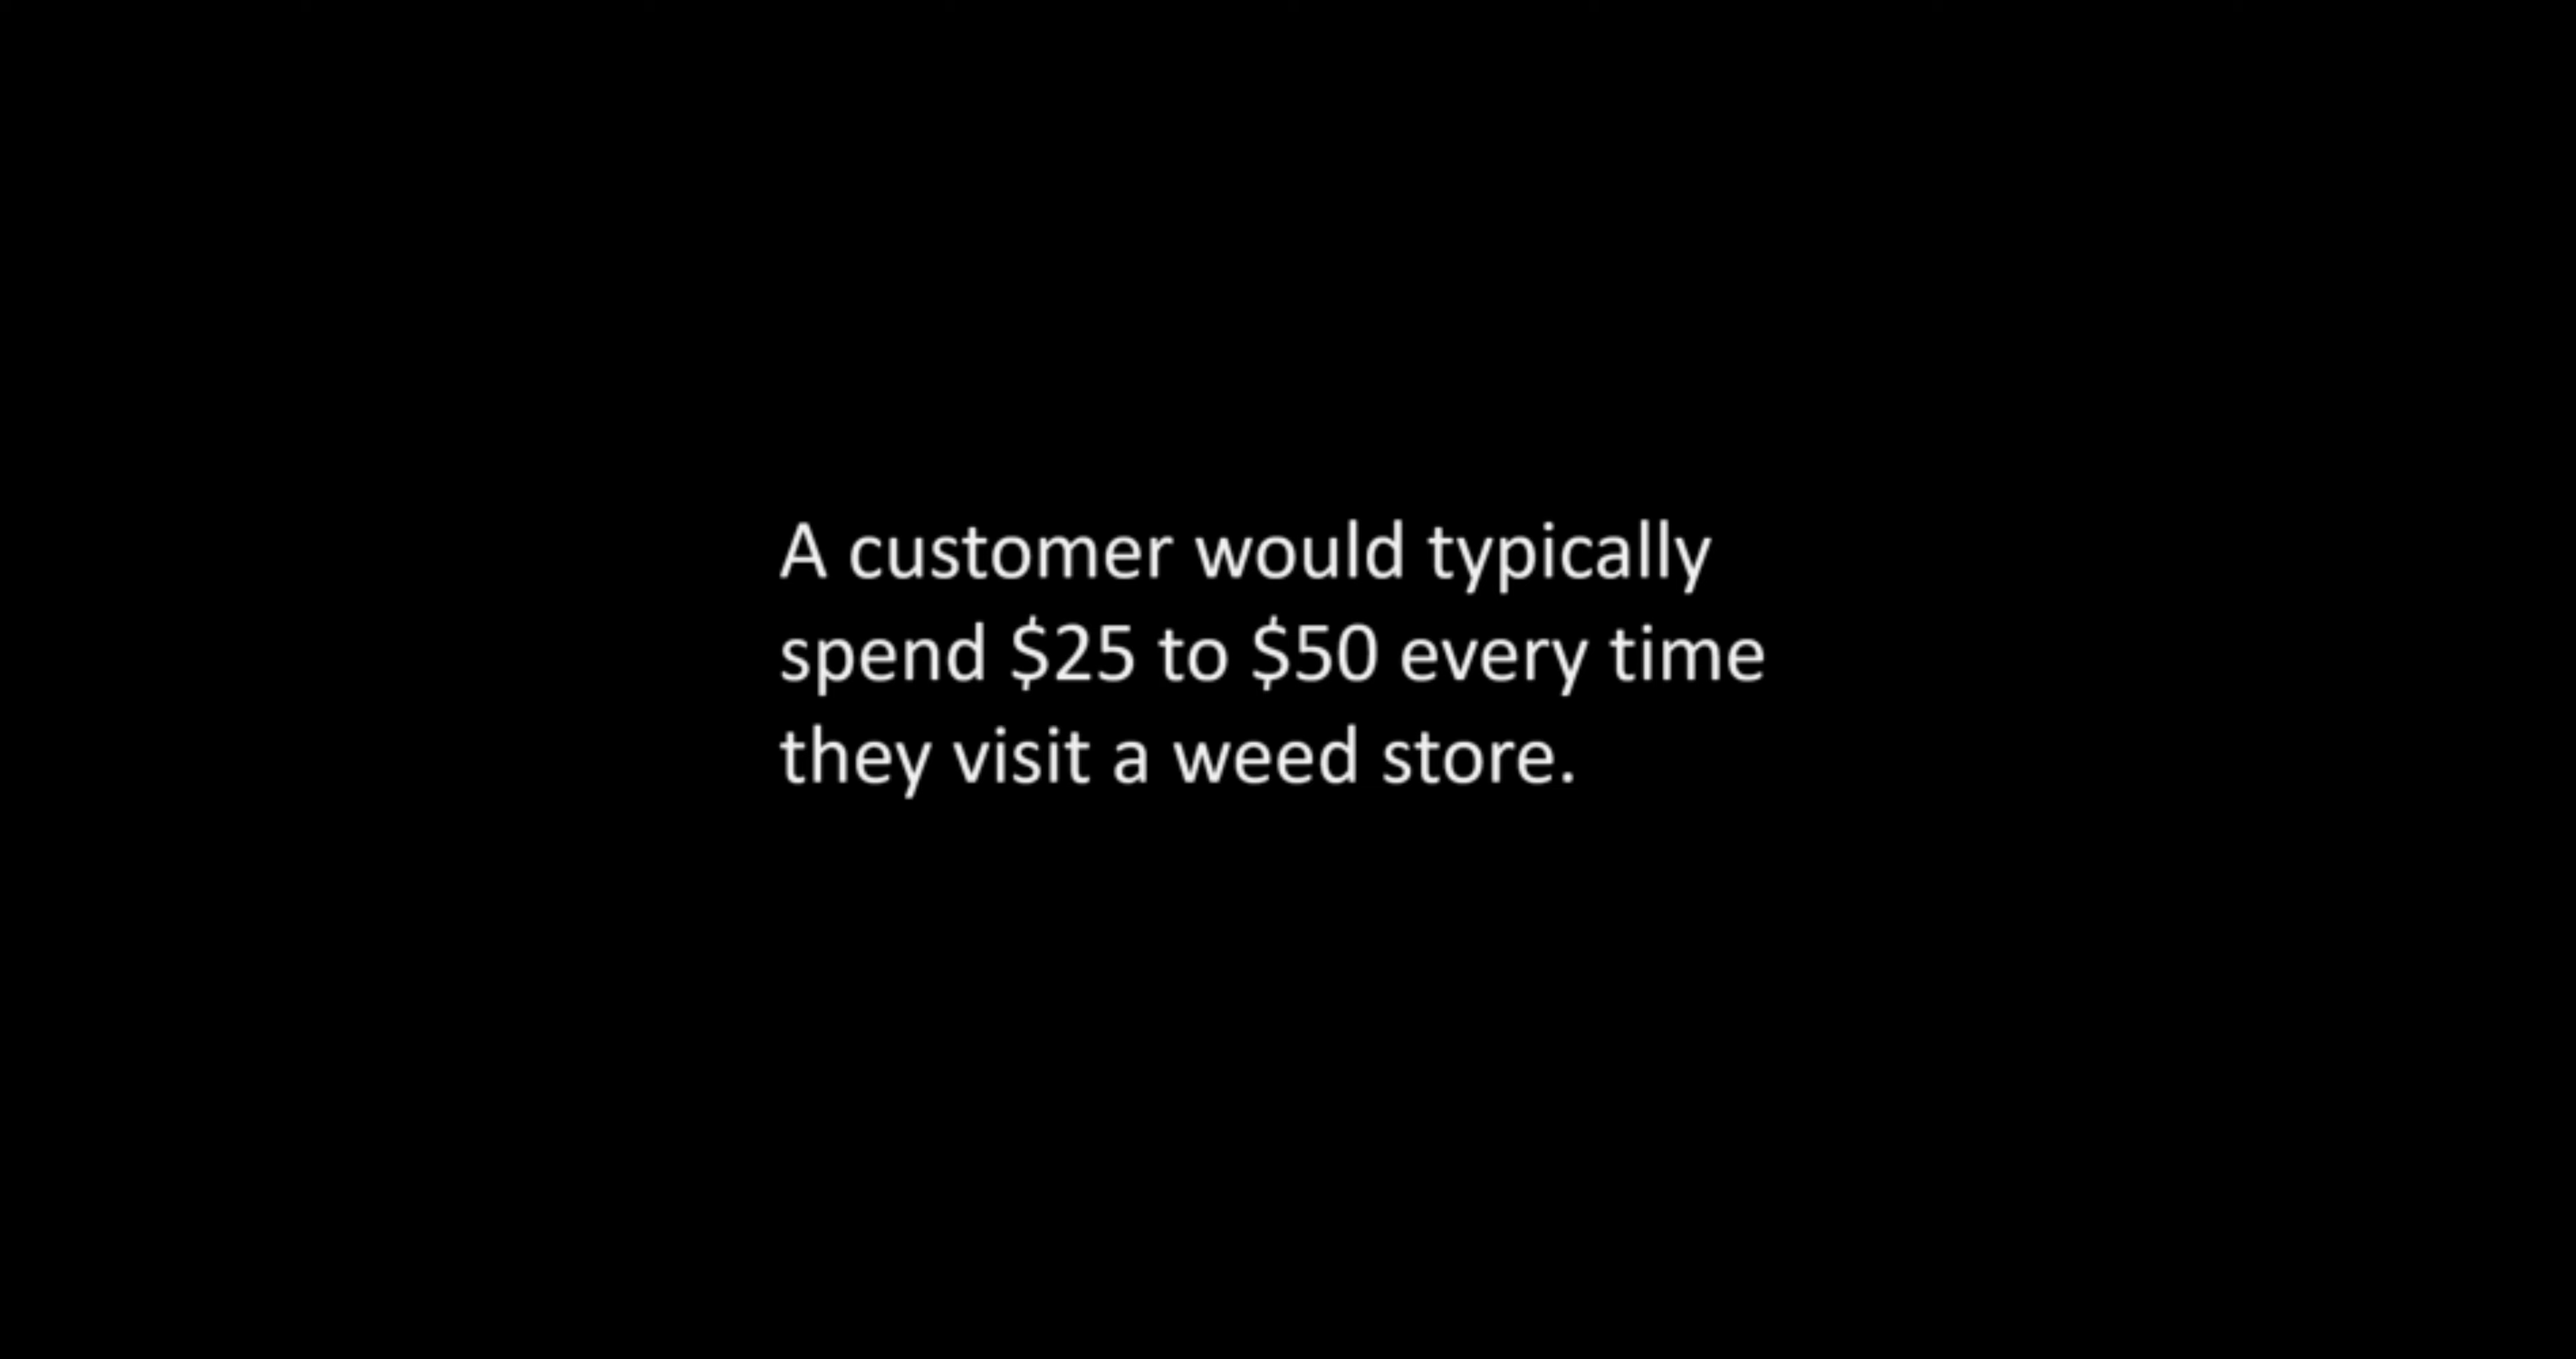 A customer would typically
spend $25 to $50 every time
they visit a weed store.